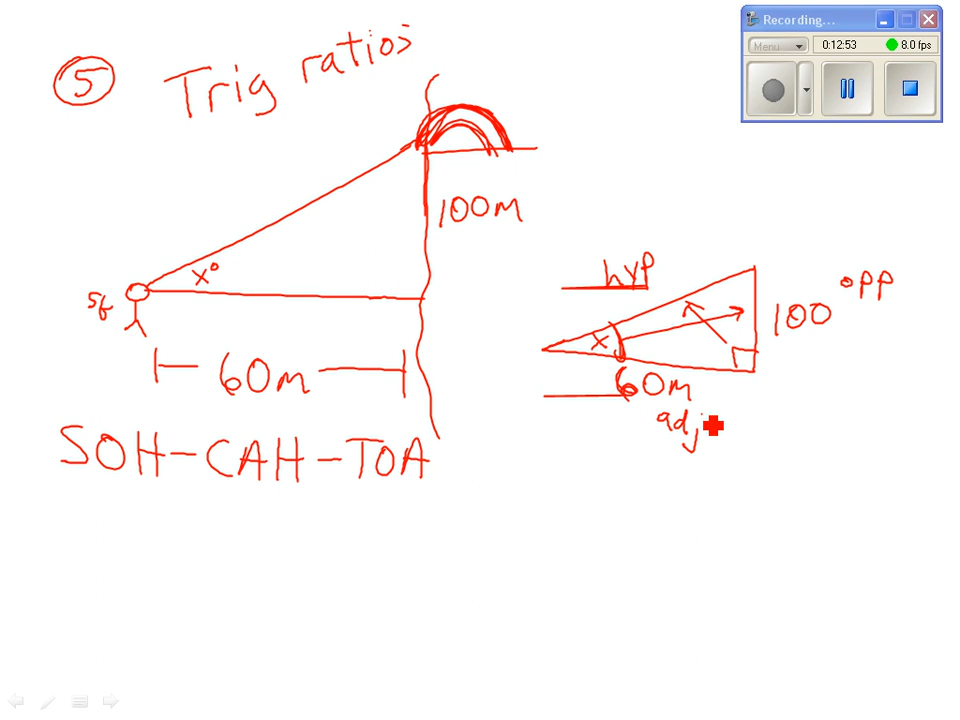 5 Trig ratios
Recording...
Menu
0:12:53
8.0 fps
100m
x°
60m
SOH-CAH-TOA
hyp
opp
100
x
60m
adj